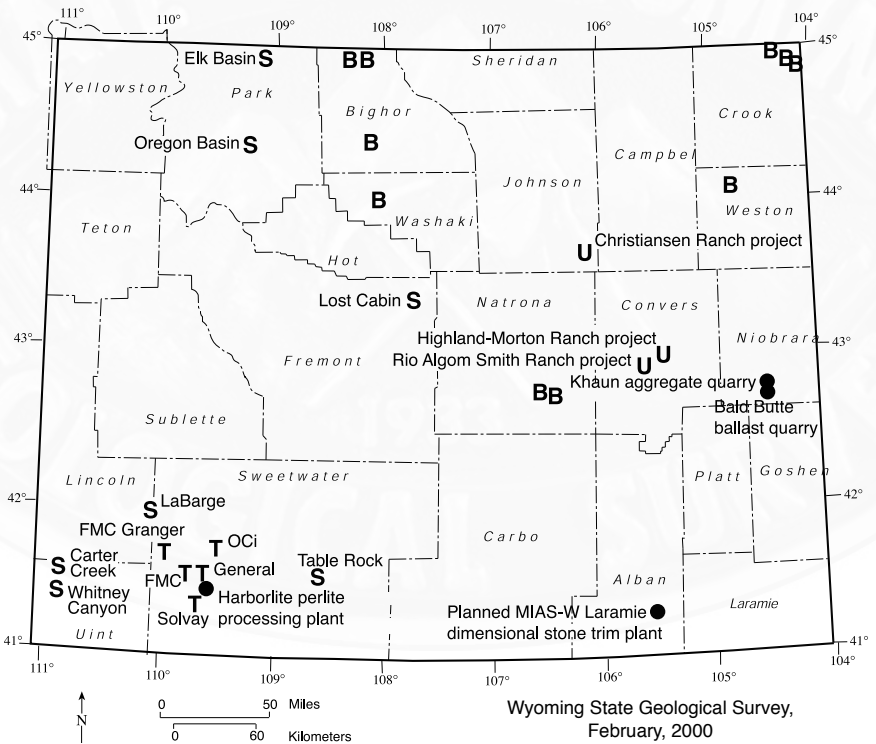 111° 110° 109° 108° 107° 106° 105° 104°
45° 45°
Elk Basin S
B B
Sheridan
B B B
Yellowston
Park
Bighor
Crook
Oregon Basin S
B
Campbel
44° 44°
Johnson
B
Weston
B
Washaki
Teton
Christiansen Ranch project
U
Hot
Lost Cabin S
Natrona
Convers
43° 43°
Niobrara
Highland-Morton Ranch project U
Rio Algom Smith Ranch project U
Fremont
Khaun aggregate quarry
B B
Bald Butte
ballast quarry
Sublette
Lincoln
Sweetwater
Platt
Goshen
42° 42°
S LaBarge
FMC Granger
T
T OCi
Carbo
S Carter
Creek
FMC T
T General
Table Rock
S
Alban
S Whitney
Canyon
Harborlite perlite
processing plant
Solvay T
Planned MIAS-W Laramie
dimensional stone trim plant
Laramie
Uint
41° 41°
111° 110° 109° 108° 107° 106° 105° 104°
N
0 50 Miles
0 60 Kilometers
Wyoming State Geological Survey,
February, 2000